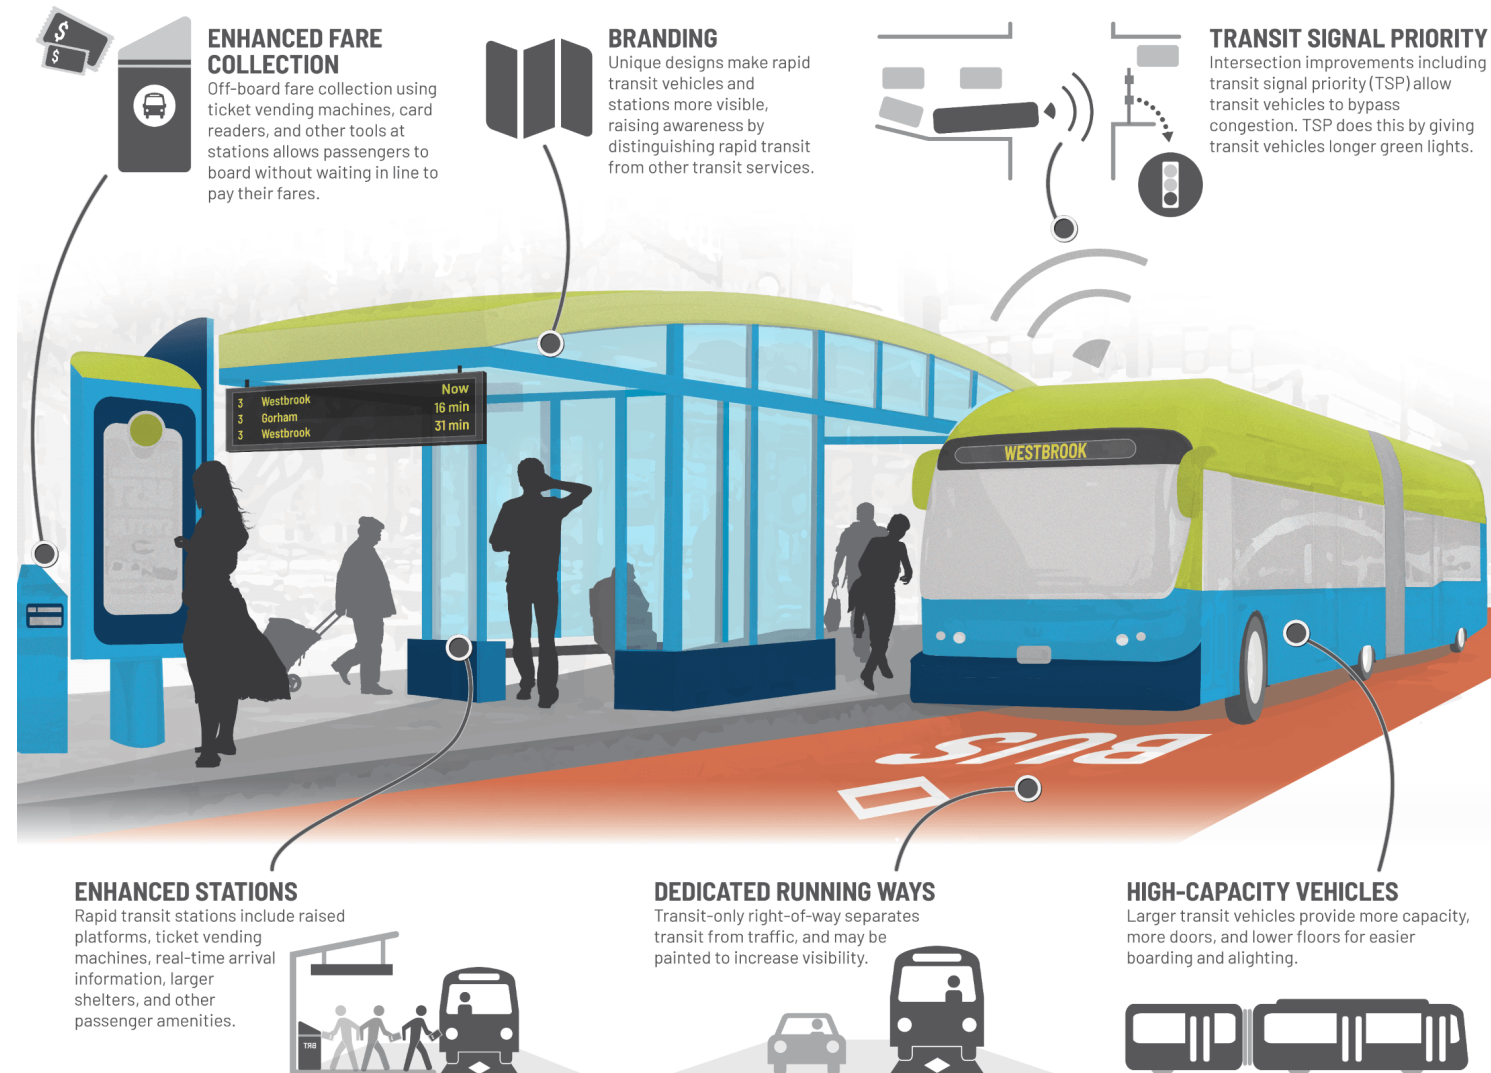 $
$
ENHANCED FARE
COLLECTION
Off-board fare collection using
ticket vending machines, card
readers, and other tools at
stations allows passengers to
board without waiting in line to
pay their fares.
BRANDING
Unique designs make rapid
transit vehicles and
stations more visible,
raising awareness by
distinguishing rapid transit
from other transit services.
TRANSIT SIGNAL PRIORITY
Intersection improvements including
transit signal priority (TSP) allow
transit vehicles to bypass
congestion. TSP does this by giving
transit vehicles longer green lights.
Now
3 Westbrook
3 Gorham 16 min
3 Westbrook 31 min
WESTBROOK
BUS
ENHANCED STATIONS
Rapid transit stations include raised
platforms, ticket vending
machines, real-time arrival
information, larger
shelters, and other
passenger amenities.
BRT
DEDICATED RUNNING WAYS
Transit-only right-of-way separates
transit from traffic, and may be
painted to increase visibility.
HIGH-CAPACITY VEHICLES
Larger transit vehicles provide more capacity,
more doors, and lower floors for easier
boarding and alighting.